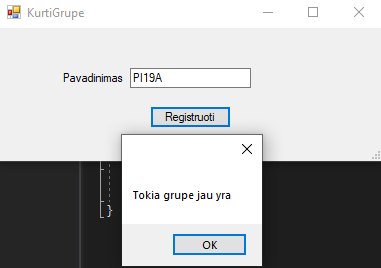 KurtiGrupe
Pavadinimas PI19A
Registruoti
Tokia grupe jau yra
OK
}